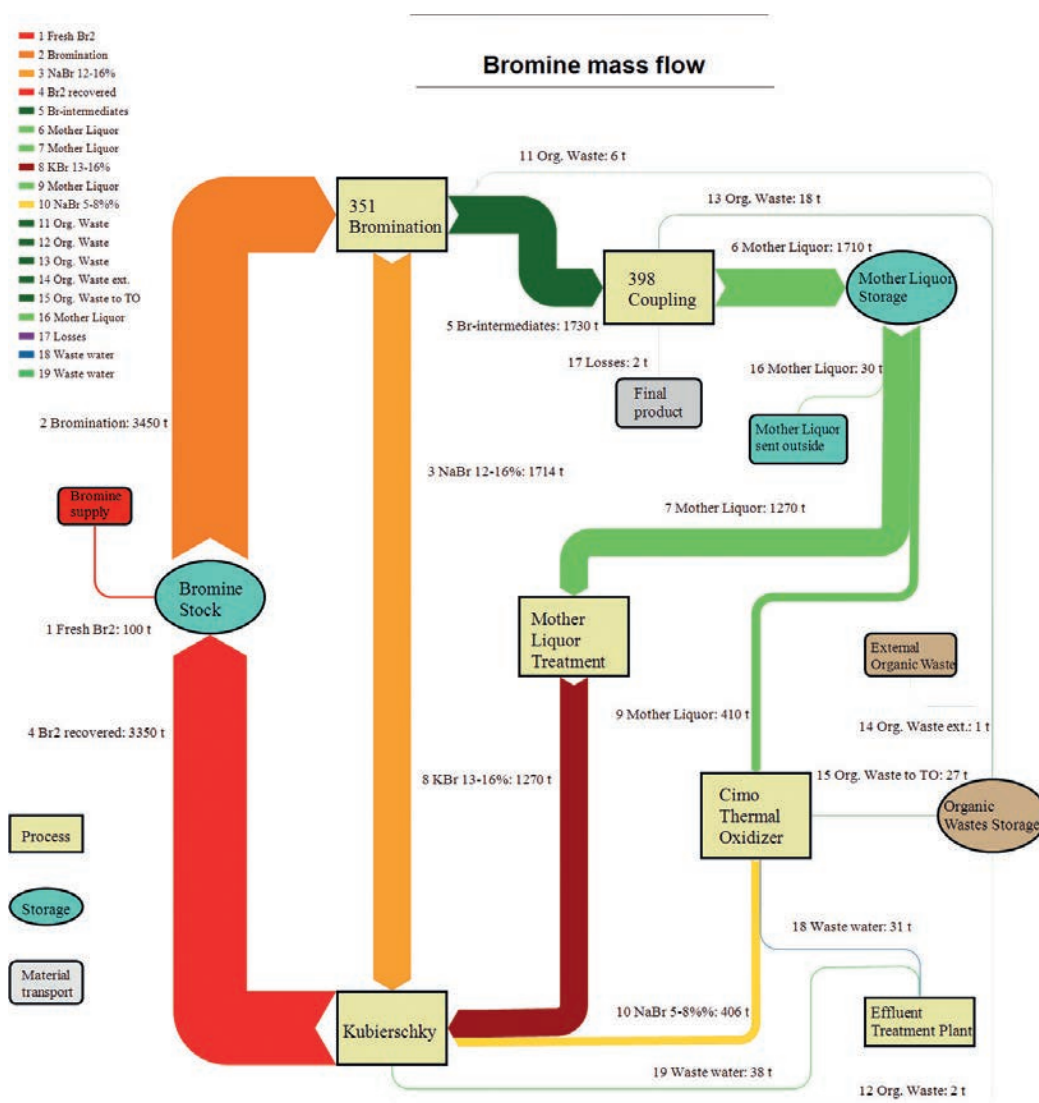 Bromine mass flow
1 Fresh Br2
2 Bromination
3 NaBr 12-16%
4 Br2 recovered
5 Br-intermediates
6 Mother Liquor
7 Mother Liquor
8 KBr 13-16%
9 Mother Liquor
10 NaBr 5-8%%
11 Org. Waste
12 Org. Waste
13 Org. Waste
14 Org. Waste ext.
15 Org. Waste to TO
16 Mother Liquor
17 Losses
18 Waste water
19 Waste water
11 Org. Waste: 6 t
13 Org. Waste: 18 t
351
Bromination
6 Mother Liquor: 1710 t
398
Coupling
Mother Liquor
Storage
5 Br-intermediates: 1730 t
17 Losses: 2 t
16 Mother Liquor: 30 t
Final
product
Mother Liquor
sent outside
2 Bromination: 3450 t
3 NaBr 12-16%: 1714 t
Bromine
supply
7 Mother Liquor: 1270 t
Bromine
Stock
1 Fresh Br2: 100 t
Mother
Liquor
Treatment
External
Organic Waste
9 Mother Liquor: 410 t
14 Org. Waste ext.: 1 t
4 Br2 recovered: 3350 t
8 KBr 13-16%: 1270 t
15 Org. Waste to TO: 27 t
Cimo
Thermal
Oxidizer
Organic
Wastes Storage
Process
Storage
18 Waste water: 31 t
Material
transport
Kubierschky
10 NaBr 5-8%%: 406 t
Effluent
Treatment Plant
19 Waste water: 38 t
12 Org. Waste: 2 t